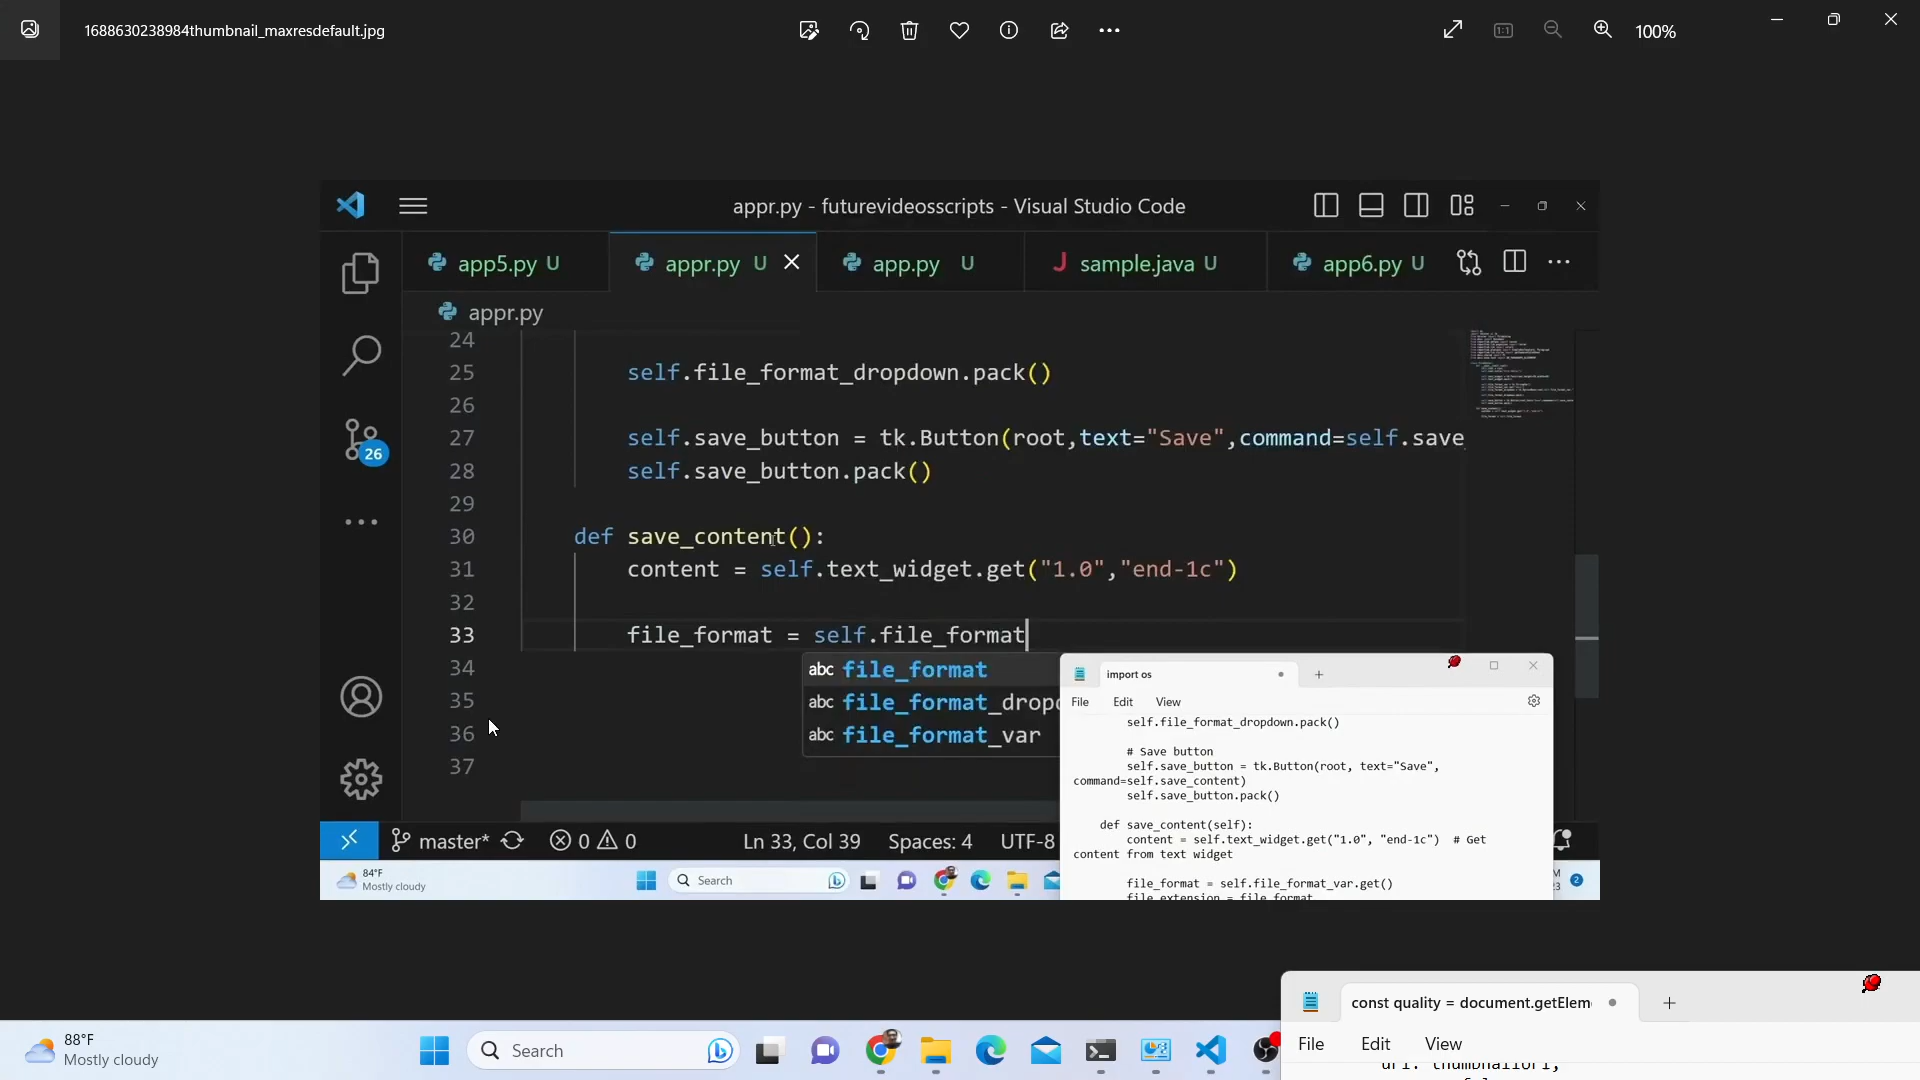 1688630238984thumbnail_maxresdefault.jpg
100%
appr.py - futurevideosscripts - Visual Studio Code
app5.py U
appr.py U
app.py U
sample.java U
app6.py U
appr.py
24
25 self.file_format_dropdown.pack()
26
27 self.save_button = tk.Button(root,text="Save",command=self.save
28 self.save_button.pack()
29
30 def save_content():
31 content = self.text_widget.get("1.0","end-1c")
32
33 file_format = self.file_format
34
35
36
37
abc file_format
abc file_format_dropd
abc file_format_var
26
import os
File Edit View
self.file_format_dropdown.pack()
# Save button
self.save_button = tk.Button(root, text="Save",
command=self.save_content)
self.save_button.pack()
def save_content(self):
content = self.text_widget.get("1.0", "end-1c") # Get
content from text widget
file_format = self.file_format_var.get()
file_extension = file_format
master* 0 0 Ln 33, Col 39 Spaces: 4 UTF-8
84°F
Mostly cloudy
Search
2
const quality = document.getElem
File Edit View
uri: thumbnailUri,
88°F
Mostly cloudy
Search